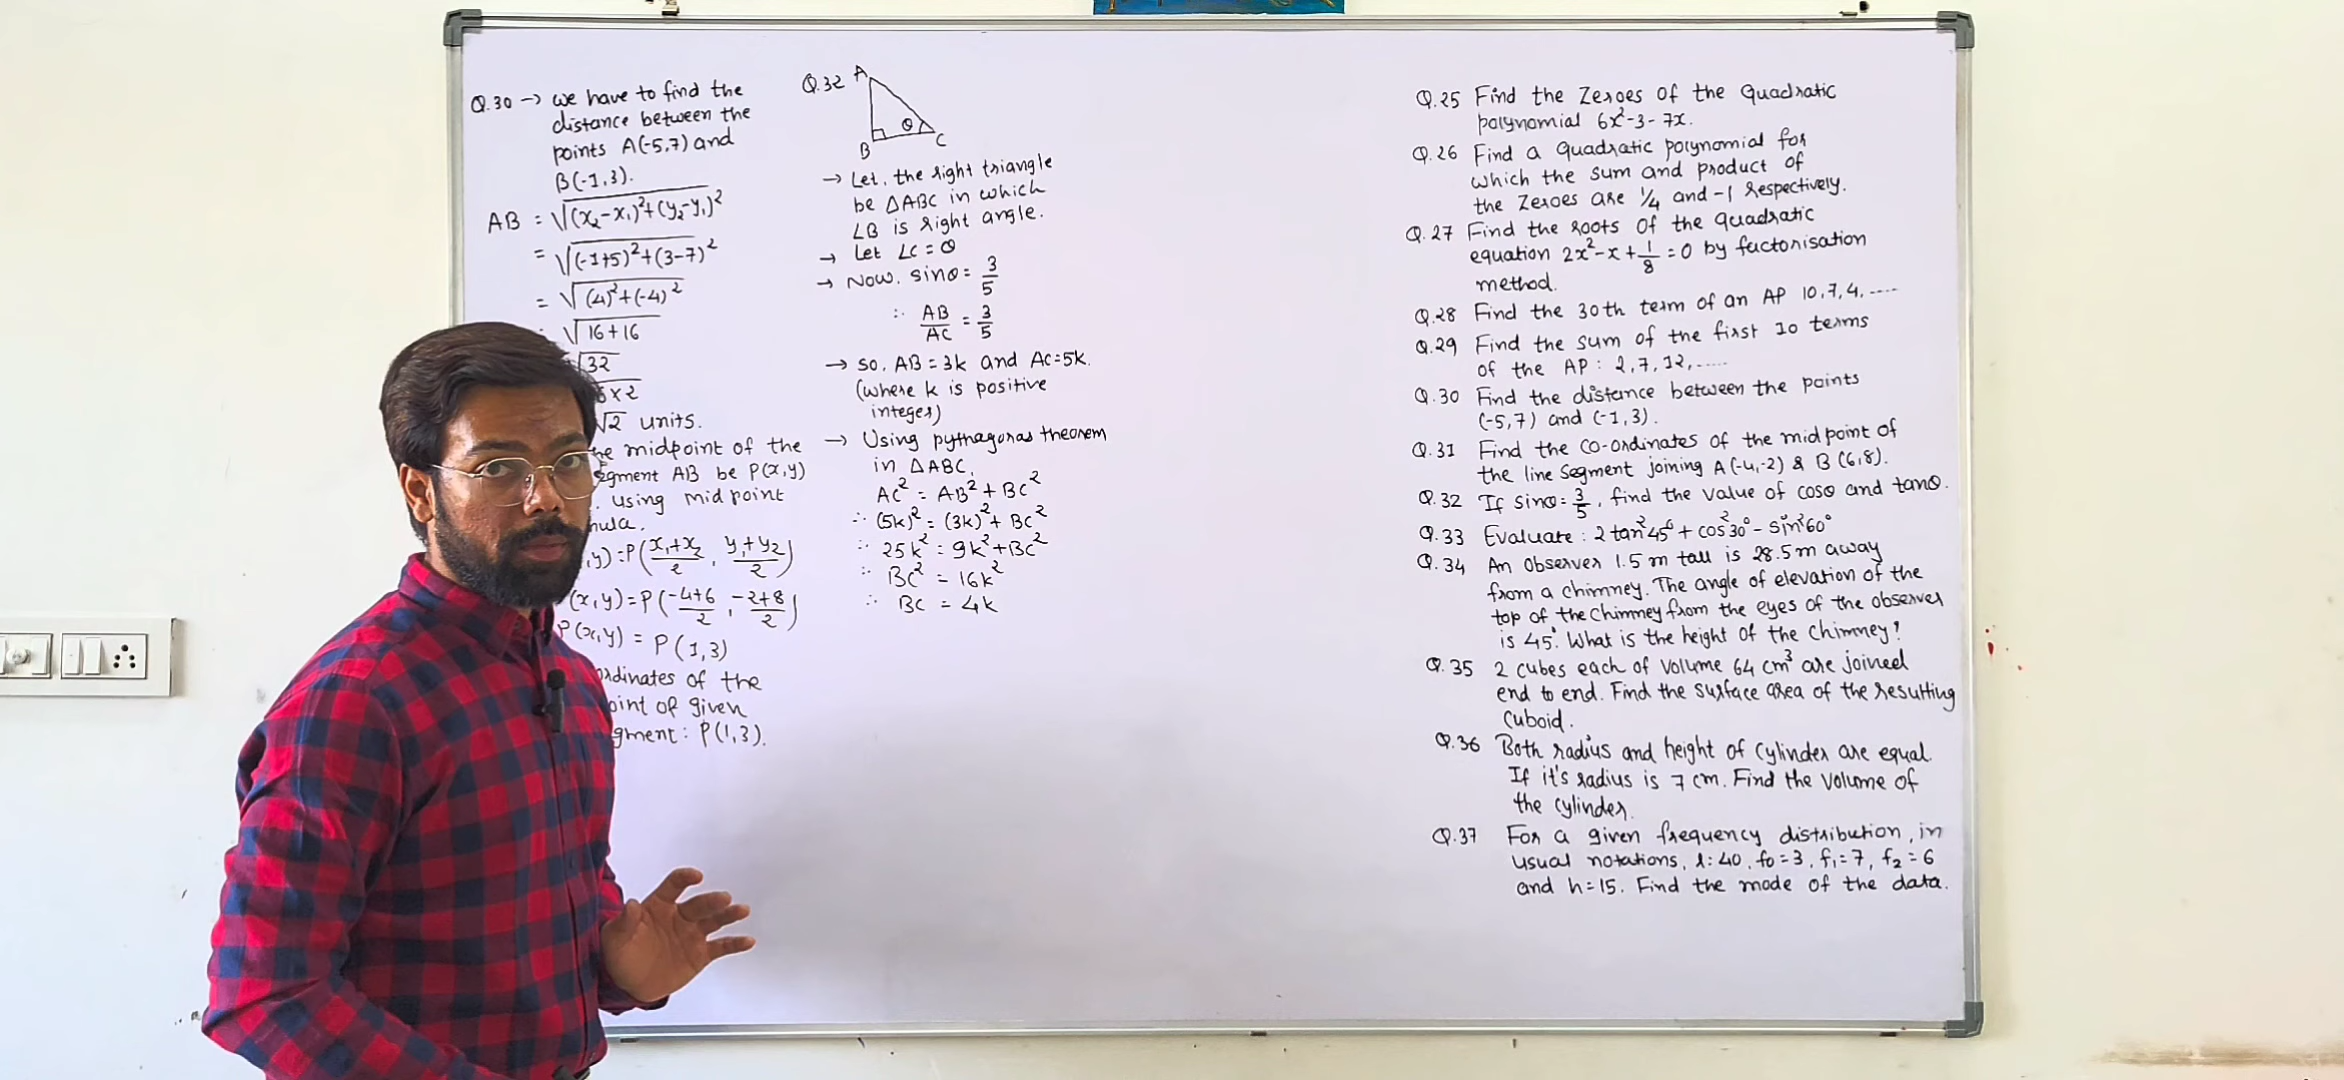 Q.30 → we have to find the
distance between the
points A(-5,7) and
B(-1,3).
AB = √(x₂-x₁)²+(y₂-y₁)²
= √(-1+5)²+(3-7)²
= √(4)²+(-4)²
√16+16
√32
×2
√2 units.
midpoint of the
AB be P(x,y)
using midpoint
,y)=P(x₁+x₂/2, y₁+y₂/2)
(x,y)=P(-4+6/2, -2+8/2)
P(x,y) = P(1,3)
of the
of given
: P(1,3).
Q.32 A
B
θ
C
→ Let, the right triangle
be △ABC in which
∠B is right angle.
→ Let ∠C=θ
→ Now, sinθ= 3/5
∴ AB/AC = 3/5
→ so, AB=3k and AC=5k.
(where k is positive
integer)
→ Using pythagoras theorem
in △ABC,
AC² = AB²+BC²
∴ (5k)² = (3k)²+BC²
∴ 25k² = 9k²+BC²
∴ BC² = 16k²
∴ BC = 4k
Q.25 Find the Zeroes of the Quadratic
polynomial 6x²-3-7x.
Q.26 Find a Quadratic polynomial for
which the sum and product of
the Zeroes are 1/4 and -1 respectively.
Q.27 Find the roots of the quadratic
equation 2x²-x+1/8=0 by factorisation
method.
Q.28 Find the 30th term of an AP 10,7,4,....
Q.29 Find the sum of the first 10 terms
of the AP: 2,7,12,.....
Q.30 Find the distance between the points
(-5,7) and (-1,3).
Q.31 Find the co-ordinates of the midpoint of
the line segment joining A(-4,-2) & B(6,8).
Q.32 If sinθ=3/5, find the value of cosθ and tanθ.
Q.33 Evaluate: 2tan²45°+cos²30°-sin²60°
Q.34 An Observer 1.5m tall is 28.5m away
from a chimney. The angle of elevation of the
top of the Chimney from the eyes of the observer
is 45°. What is the height of the Chimney?
Q.35 2 cubes each of volume 64 cm³ are joined
end to end. Find the surface area of the resulting
cuboid.
Q.36 Both radius and height of Cylinder are equal.
If it's radius is 7 cm. Find the volume of
the cylinder.
Q.37 For a given frequency distribution, in
usual notations, l:40, f₀=3, f₁=7, f₂=6
and h=15. Find the mode of the data.